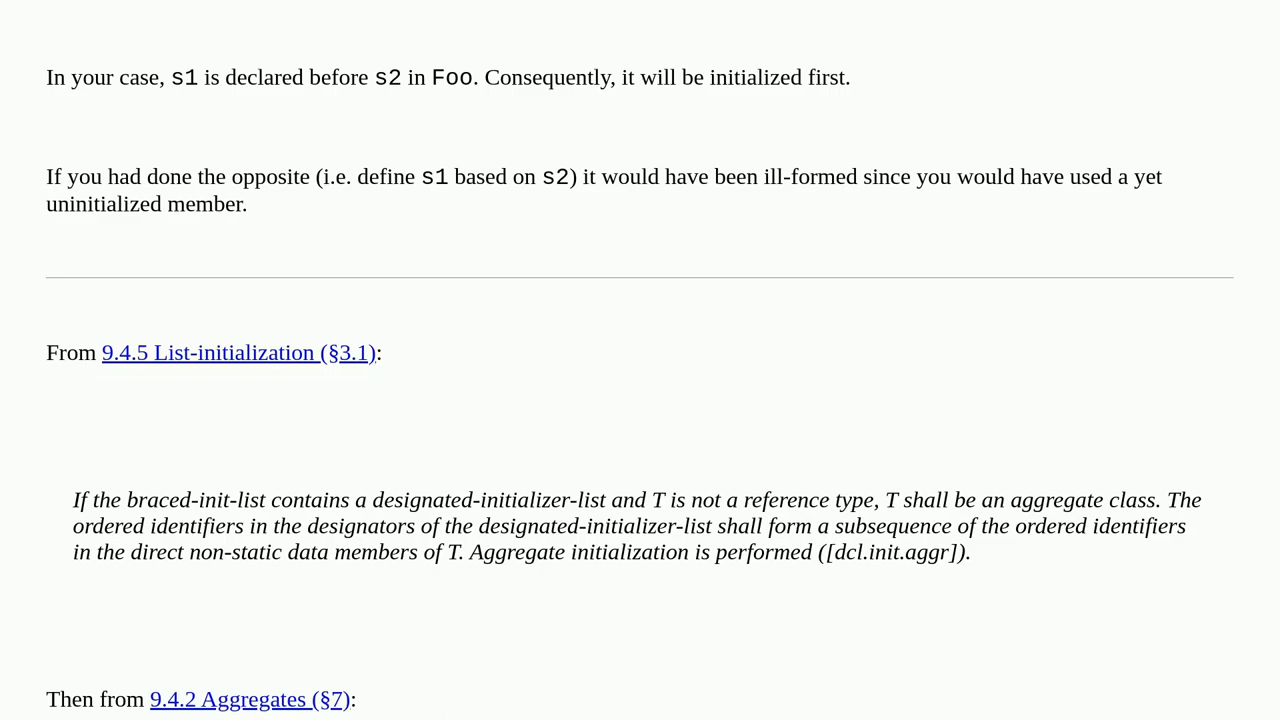 In your case, s1 is declared before s2 in Foo. Consequently, it will be initialized first.
If you had done the opposite (i.e. define s1 based on s2) it would have been ill-formed since you would have used a yet
uninitialized member.
From 9.4.5 List-initialization (§3.1):
If the braced-init-list contains a designated-initializer-list and T is not a reference type, T shall be an aggregate class. The
ordered identifiers in the designators of the designated-initializer-list shall form a subsequence of the ordered identifiers
in the direct non-static data members of T. Aggregate initialization is performed ([dcl.init.aggr]).
Then from 9.4.2 Aggregates (§7):